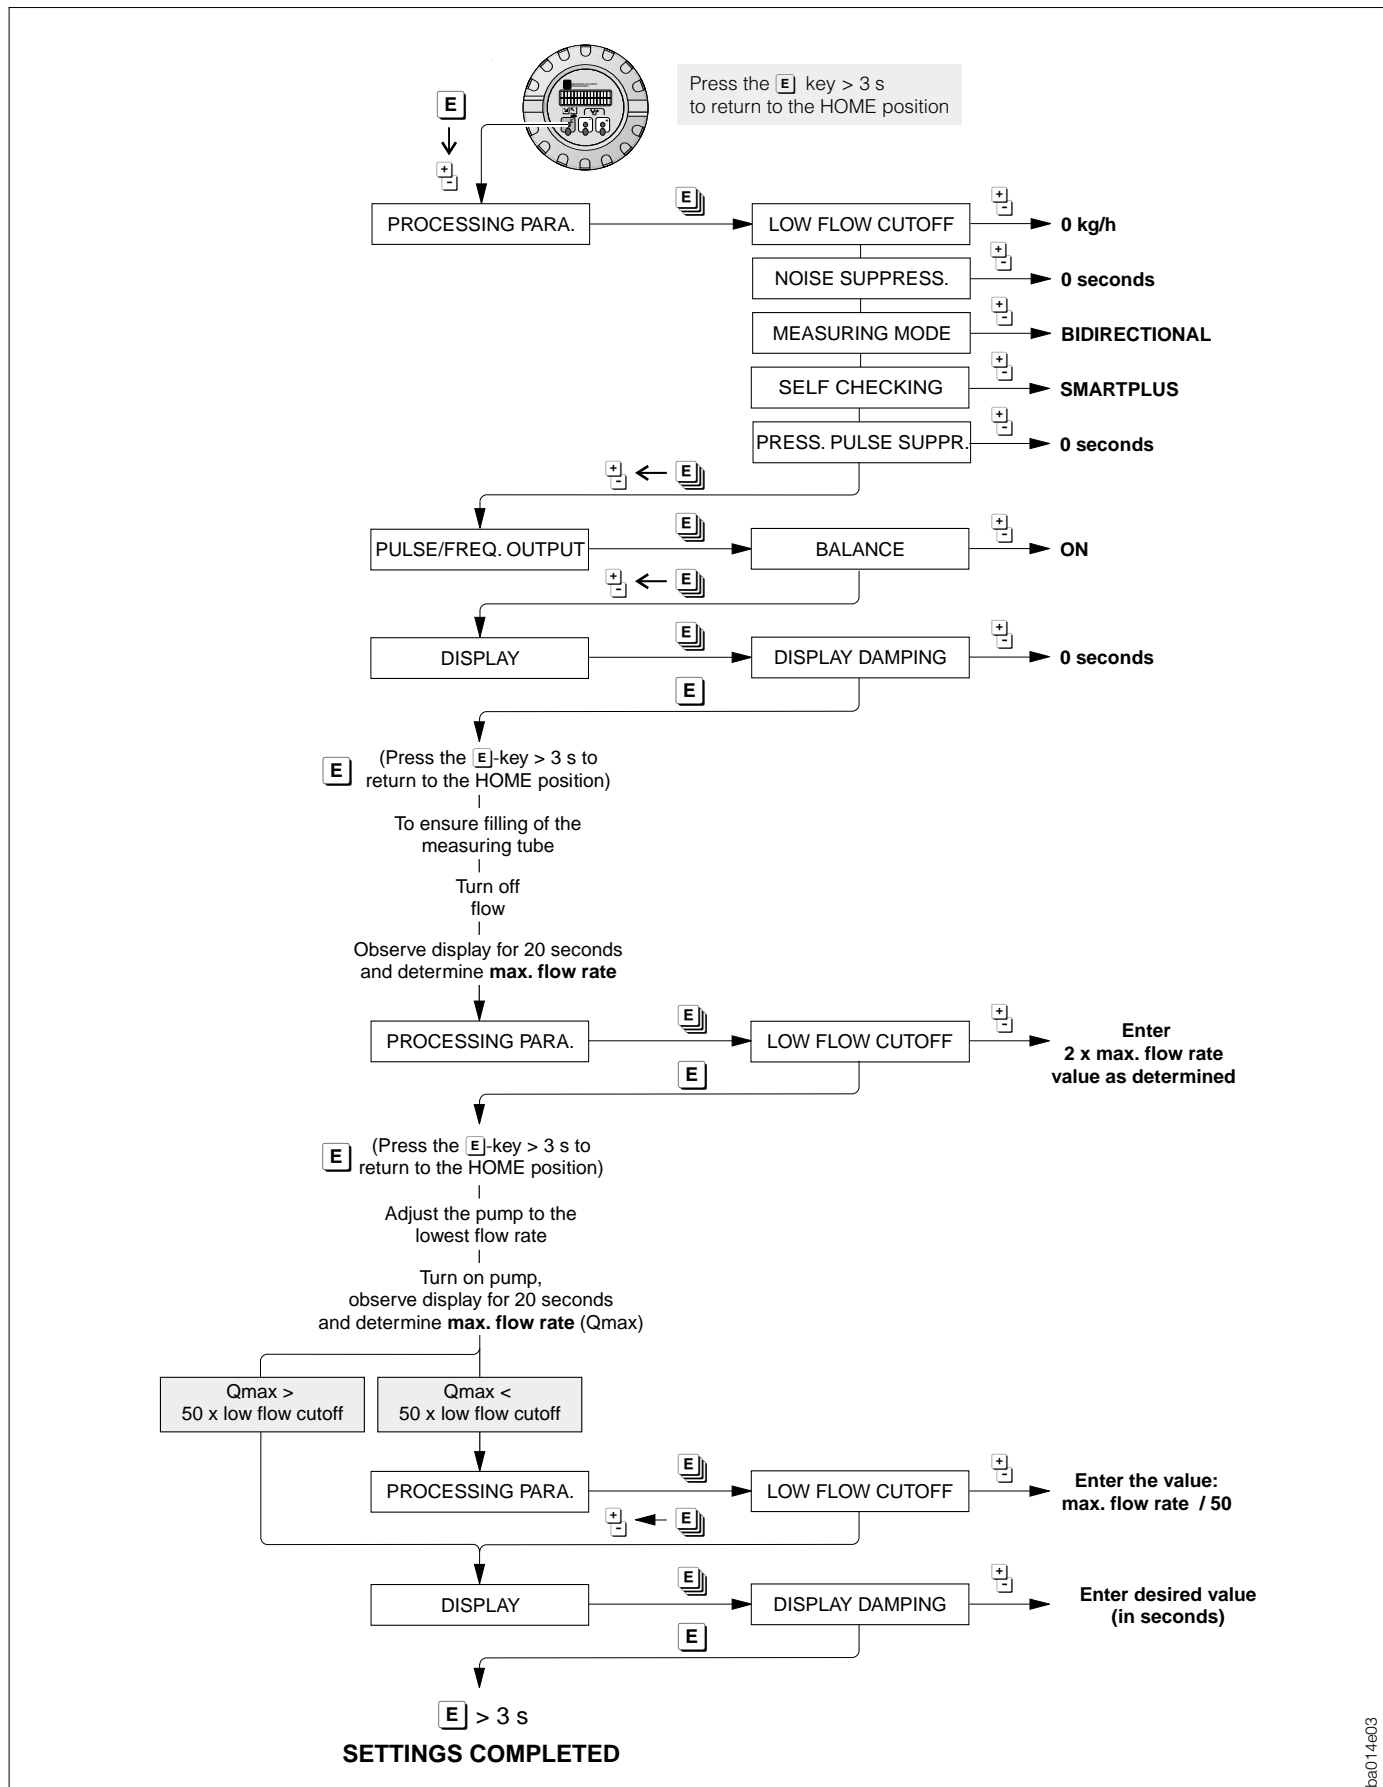 Press the E key > 3 s
to return to the HOME position
E
+
-
PROCESSING PARA.
E
LOW FLOW CUTOFF
+
-
0 kg/h
NOISE SUPPRESS.
+
-
0 seconds
MEASURING MODE
+
-
BIDIRECTIONAL
SELF CHECKING
+
-
SMARTPLUS
PRESS. PULSE SUPPR.
+
-
0 seconds
+
-
E
PULSE/FREQ. OUTPUT
E
BALANCE
+
-
ON
+
-
E
DISPLAY
E
DISPLAY DAMPING
+
-
0 seconds
E
E
(Press the E-key > 3 s to
return to the HOME position)
To ensure filling of the
measuring tube
Turn off
flow
Observe display for 20 seconds
and determine max. flow rate
PROCESSING PARA.
E
LOW FLOW CUTOFF
+
-
Enter
2 x max. flow rate
value as determined
E
E
(Press the E-key > 3 s to
return to the HOME position)
Adjust the pump to the
lowest flow rate
Turn on pump,
observe display for 20 seconds
and determine max. flow rate (Qmax)
Qmax >
50 x low flow cutoff
Qmax <
50 x low flow cutoff
PROCESSING PARA.
E
LOW FLOW CUTOFF
+
-
Enter the value:
max. flow rate / 50
+
-
E
DISPLAY
E
DISPLAY DAMPING
+
-
Enter desired value
(in seconds)
E
E > 3 s
SETTINGS COMPLETED
ba014e03